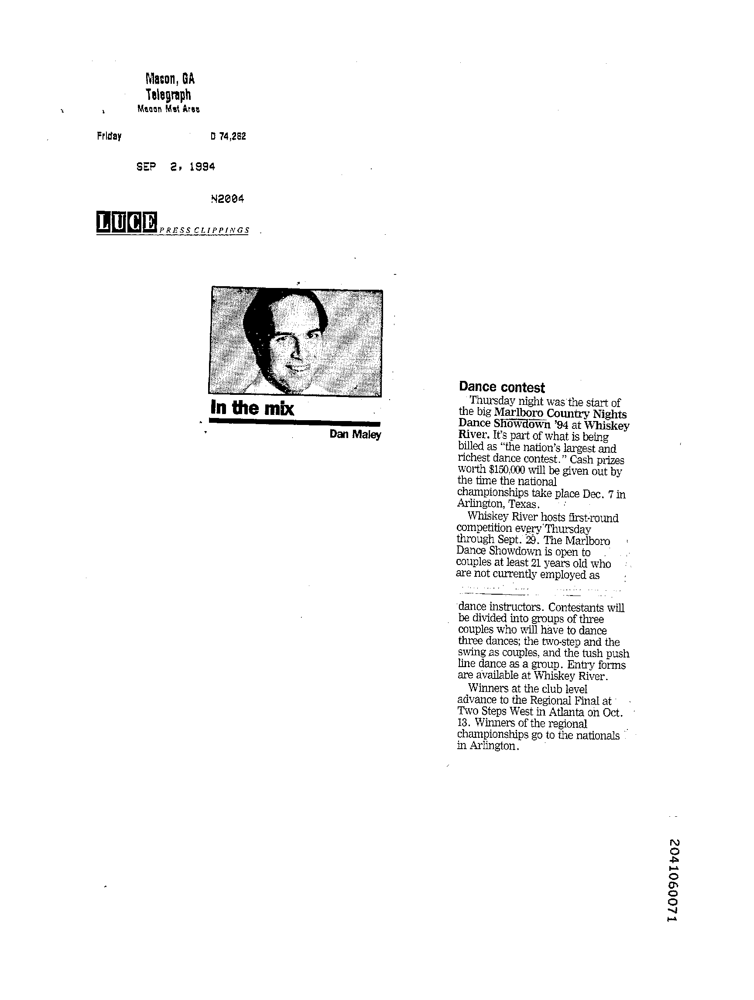 Macon, GA
Telegraph
Macon Met Area
Friday D 74,262
SEP 2, 1994
N2004
LUCE PRESS CLIPPINGS
In the mix
Dan Maley
Dance contest
Thursday night was the start of
the big Marlboro Country Nights
Dance Showdown '94 at Whiskey
River. It's part of what is being
billed as "the nation's largest and
richest dance contest." Cash prizes
worth $150,000 will be given out by
the time the national
championships take place Dec. 7 in
Arlington, Texas.
Whiskey River hosts first-round
competition every Thursday
through Sept. 29. The Marlboro
Dance Showdown is open to
couples at least 21 years old who
are not currently employed as
dance instructors. Contestants will
be divided into groups of three
couples who will have to dance
three dances; the two-step and the
swing as couples, and the tush push
line dance as a group. Entry forms
are available at Whiskey River.
Winners at the club level
advance to the Regional Final at
Two Steps West in Atlanta on Oct.
13. Winners of the regional
championships go to the nationals
in Arlington.
2041060071